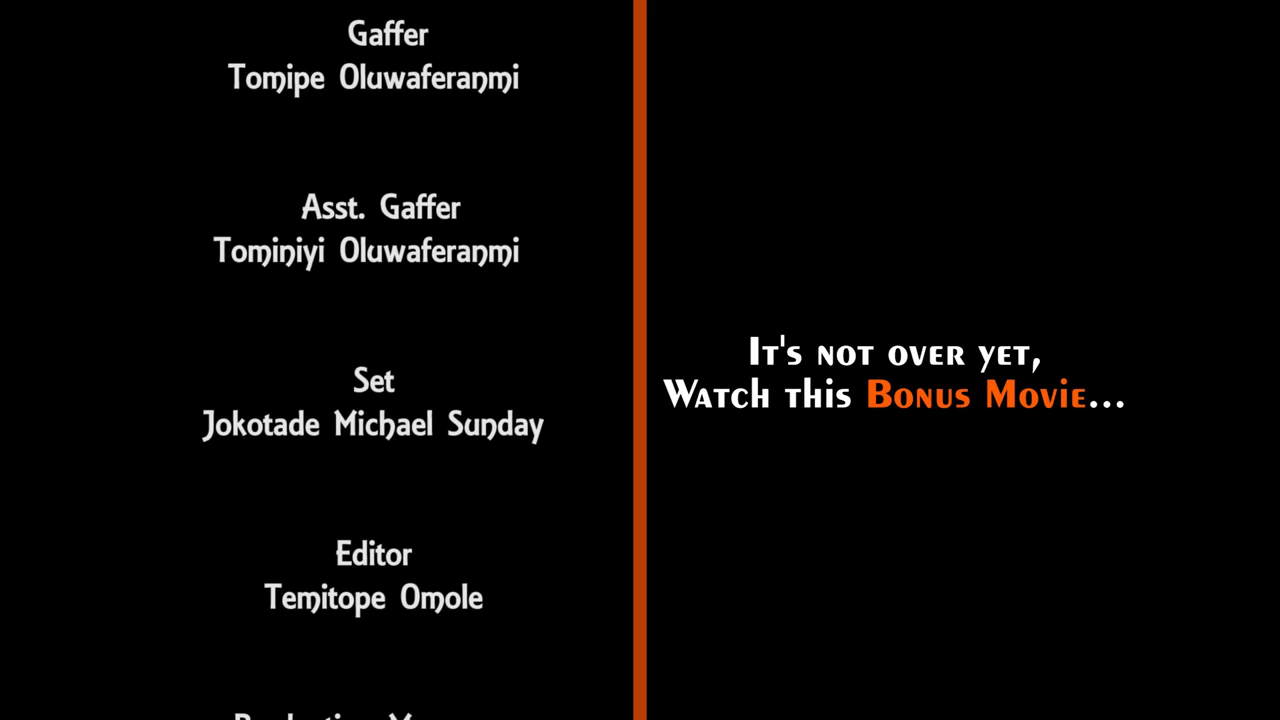 Gaffer
Tomipe Oluwaferanmi
Asst. Gaffer
Tominiyi Oluwaferanmi
Set
Jokotade Michael Sunday
Editor
Temitope Omole
It's not over yet,
Watch this Bonus Movie...